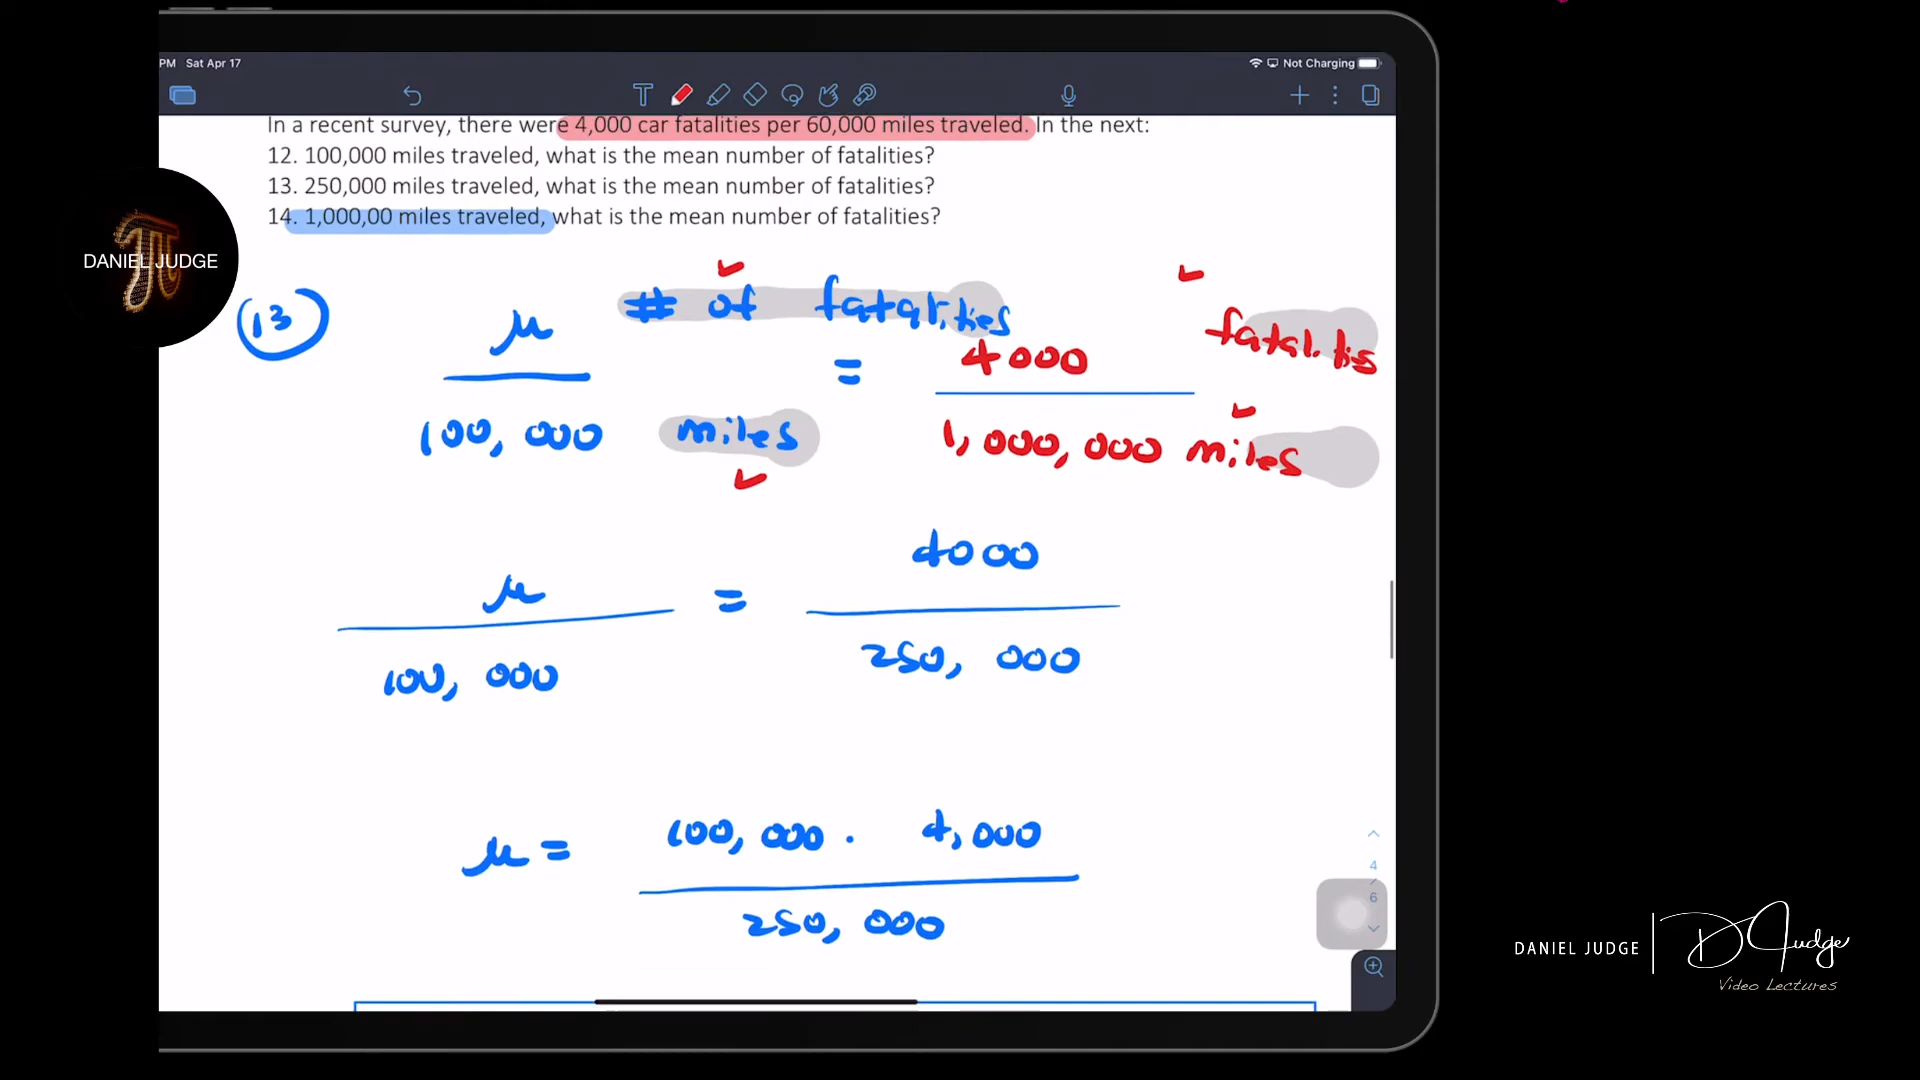 PM Sat Apr 17
Not Charging
In a recent survey, there were 4,000 car fatalities per 60,000 miles traveled. In the next:
12. 100,000 miles traveled, what is the mean number of fatalities?
13. 250,000 miles traveled, what is the mean number of fatalities?
14. 1,000,00 miles traveled, what is the mean number of fatalities?
DANIEL JUDGE
13
μ # of fatalities = 4000 fatalitis
100,000 miles 1,000,000 miles
μ = 4000
100,000 250,000
μ = 100,000 · 4,000
250,000
4
6
DANIEL JUDGE
DJudge
Video Lectures